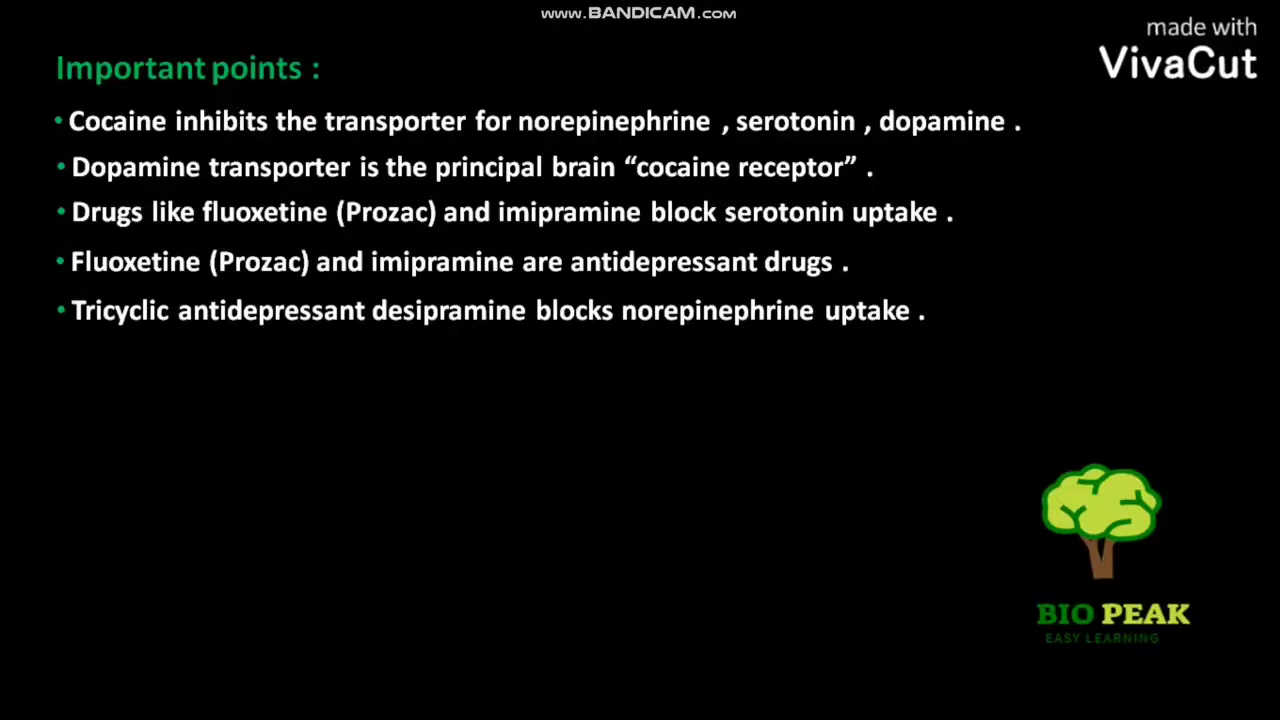 www.BANDICAM.com
made with
VivaCut
Important points :
• Cocaine inhibits the transporter for norepinephrine , serotonin , dopamine .
• Dopamine transporter is the principal brain “cocaine receptor” .
• Drugs like fluoxetine (Prozac) and imipramine block serotonin uptake .
• Fluoxetine (Prozac) and imipramine are antidepressant drugs .
• Tricyclic antidepressant desipramine blocks norepinephrine uptake .
BIO PEAK
EASY LEARNING